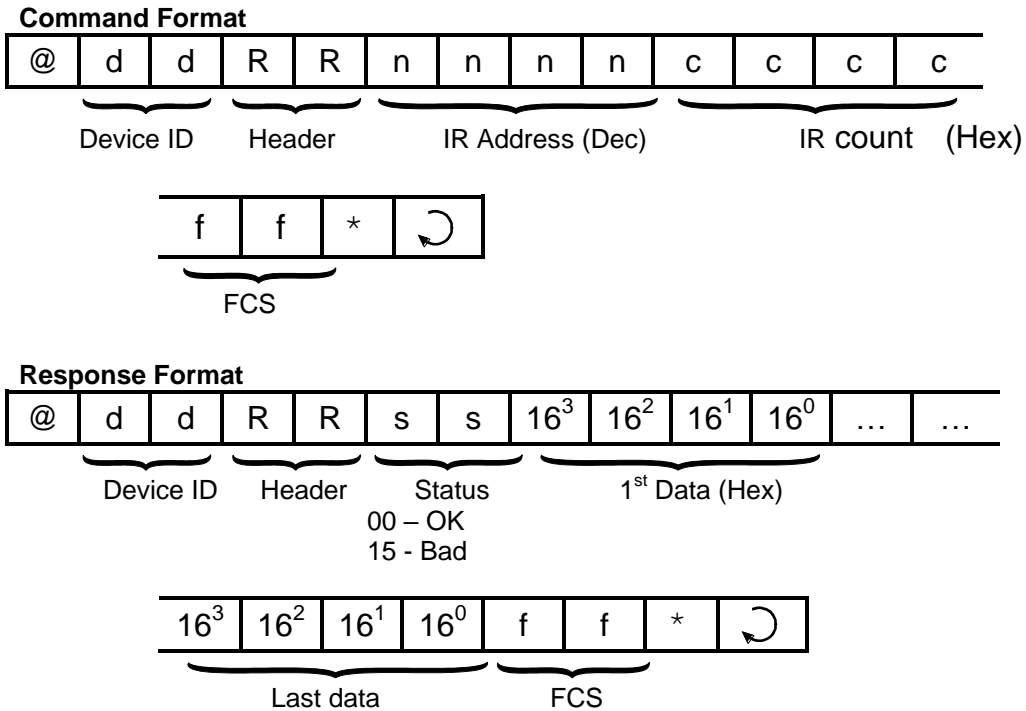 Command Format
@ d d R R n n n n c c c c
Device ID Header IR Address (Dec) IR count (Hex)
f f *
FCS
Response Format
@ d d R R s s 16³ 16² 16¹ 16⁰ … …
Device ID Header Status 1st Data (Hex)
00 – OK
15 - Bad
16³ 16² 16¹ 16⁰ f f *
Last data FCS